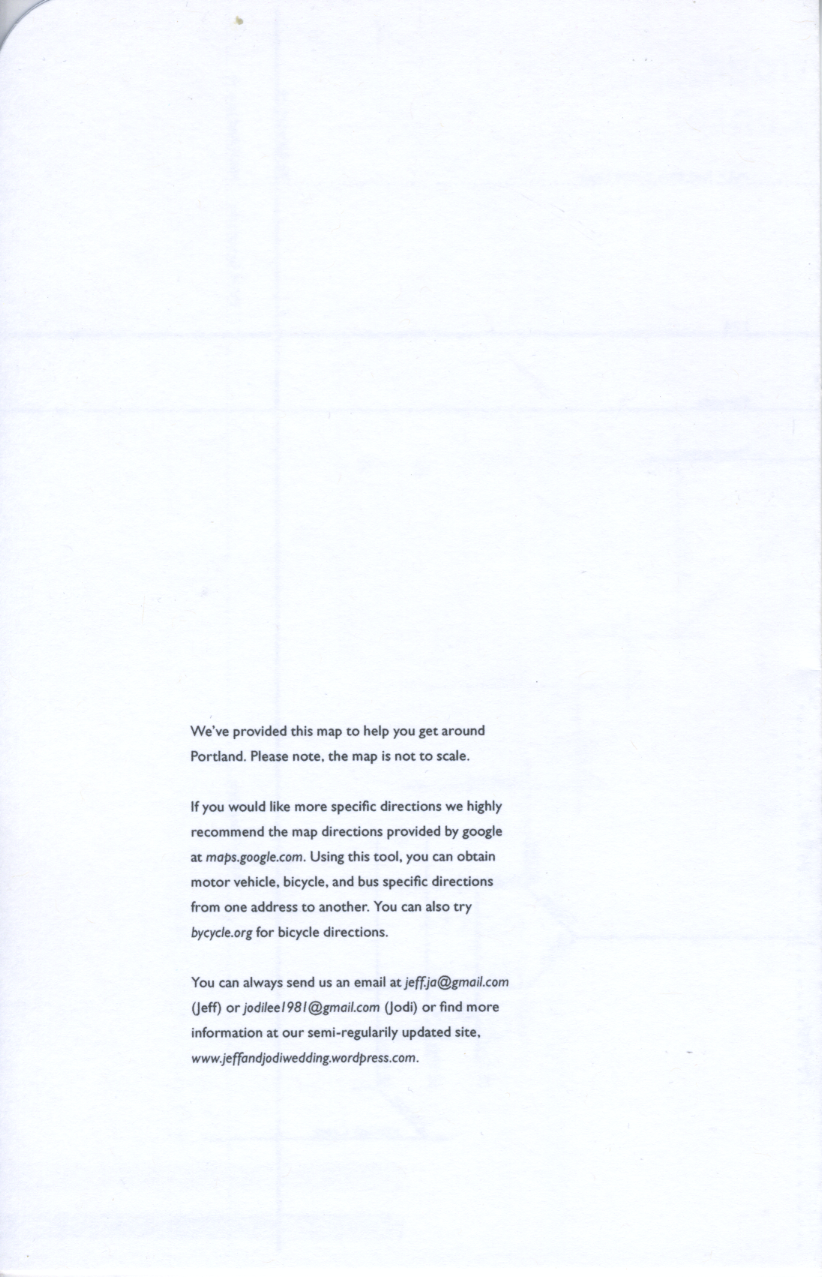 We've provided this map to help you get around
Portland. Please note, the map is not to scale.
If you would like more specific directions we highly
recommend the map directions provided by google
at maps.google.com. Using this tool, you can obtain
motor vehicle, bicycle, and bus specific directions
from one address to another. You can also try
bycycle.org for bicycle directions.
You can always send us an email at jeff.ja@gmail.com
(Jeff) or jodilee1981@gmail.com (Jodi) or find more
information at our semi-regularily updated site,
www.jeffandjodiwedding.wordpress.com.